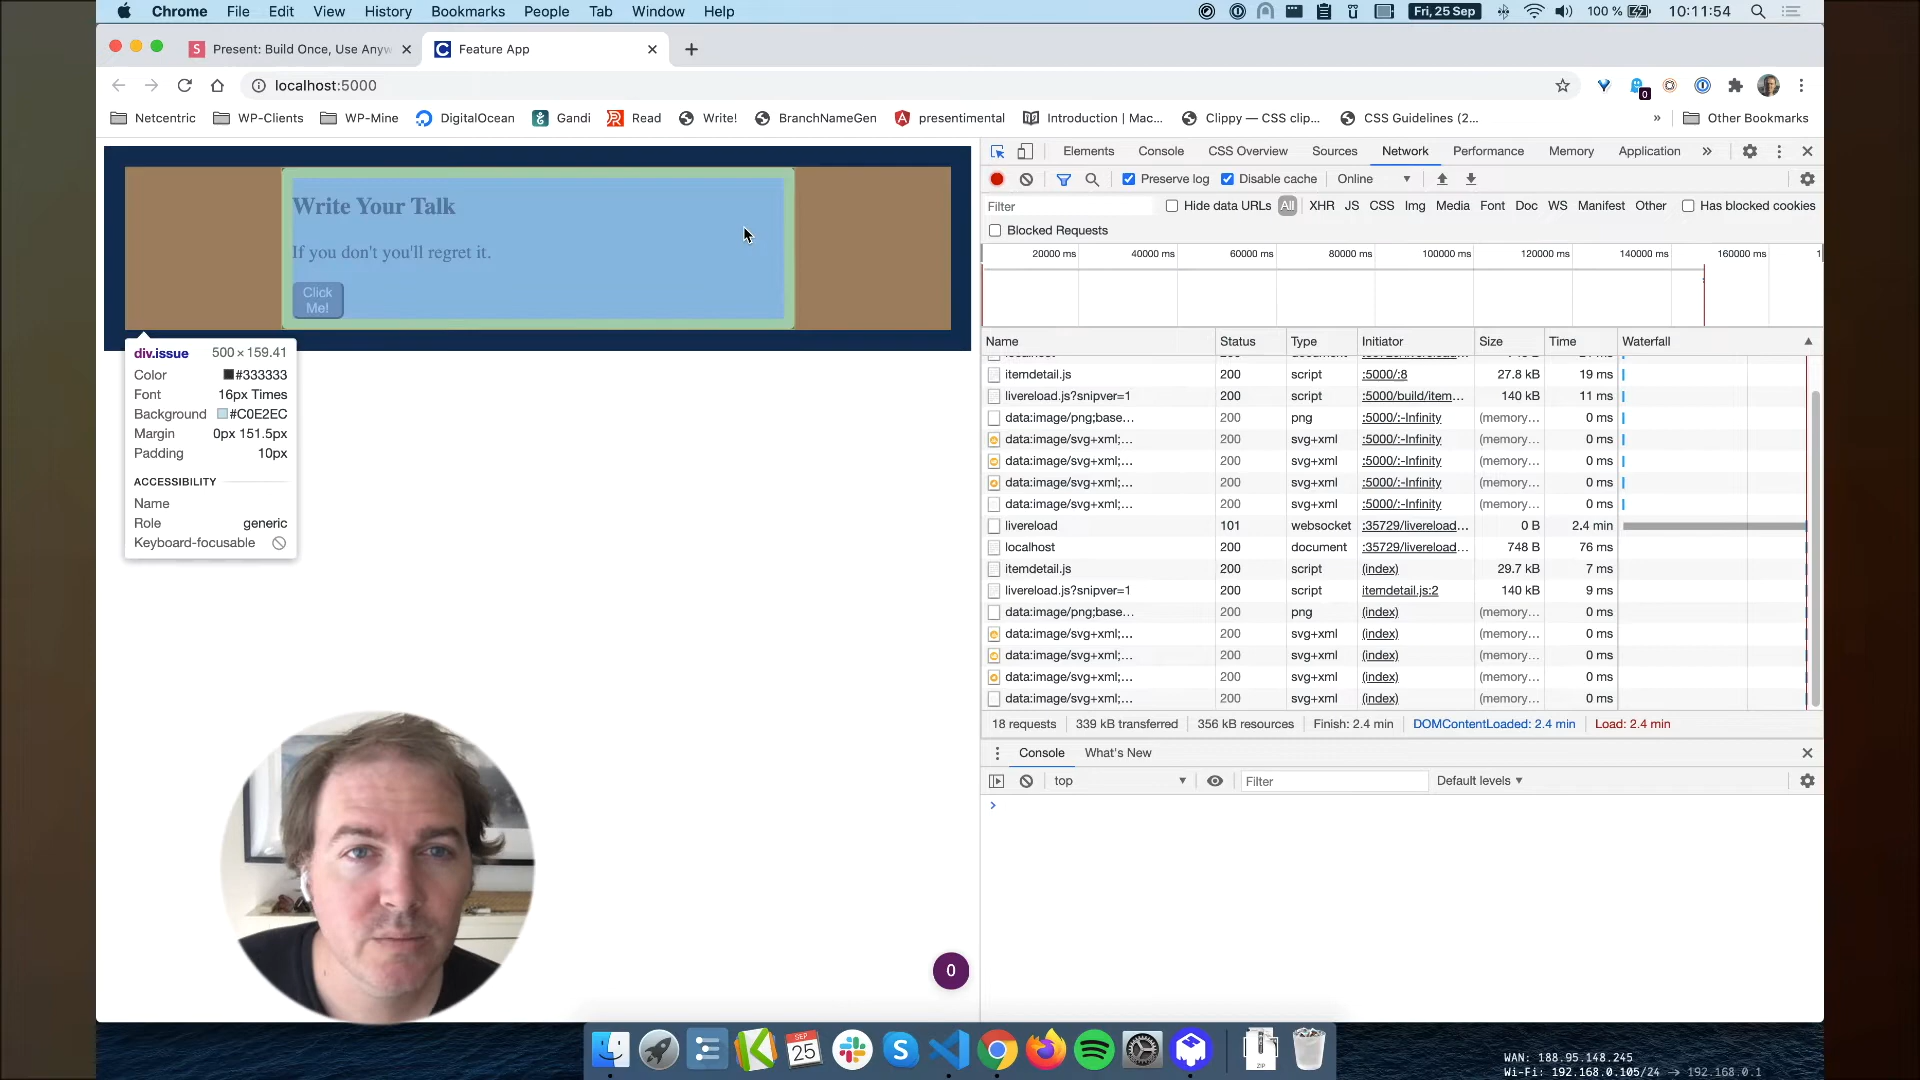 Chrome File Edit View History Bookmarks People Tab Window Help Fri, 25 Sep 100 % 10:11:54
Present: Build Once, Use Anyw Feature App
localhost:5000
0
Netcentric WP-Clients WP-Mine DigitalOcean Gandi Read Write! BranchNameGen presentimental Introduction | Mac... Clippy — CSS clip... CSS Guidelines (2... » Other Bookmarks
Elements Console CSS Overview Sources Network Performance Memory Application »
Preserve log Disable cache Online
Filter Hide data URLs All XHR JS CSS Img Media Font Doc WS Manifest Other Has blocked cookies
Blocked Requests
20000 ms 40000 ms 60000 ms 80000 ms 100000 ms 120000 ms 140000 ms 160000 ms 1
Name Status Type Initiator Size Time Waterfall
itemdetail.js 200 script :5000/:8 27.8 kB 19 ms
livereload.js?snipver=1 200 script :5000/build/item... 140 kB 11 ms
data:image/png;base... 200 png :5000/:-Infinity (memory... 0 ms
data:image/svg+xml;... 200 svg+xml :5000/:-Infinity (memory... 0 ms
data:image/svg+xml;... 200 svg+xml :5000/:-Infinity (memory... 0 ms
data:image/svg+xml;... 200 svg+xml :5000/:-Infinity (memory... 0 ms
data:image/svg+xml;... 200 svg+xml :5000/:-Infinity (memory... 0 ms
livereload 101 websocket :35729/livereload... 0 B 2.4 min
localhost 200 document :35729/livereload... 748 B 76 ms
itemdetail.js 200 script (index) 29.7 kB 7 ms
livereload.js?snipver=1 200 script itemdetail.js:2 140 kB 9 ms
data:image/png;base... 200 png (index) (memory... 0 ms
data:image/svg+xml;... 200 svg+xml (index) (memory... 0 ms
data:image/svg+xml;... 200 svg+xml (index) (memory... 0 ms
data:image/svg+xml;... 200 svg+xml (index) (memory... 0 ms
data:image/svg+xml;... 200 svg+xml (index) (memory... 0 ms
18 requests 339 kB transferred 356 kB resources Finish: 2.4 min DOMContentLoaded: 2.4 min Load: 2.4 min
Console What's New
top Filter Default levels
Write Your Talk
If you don't you'll regret it.
Click
Me!
div.issue 500 × 159.41
Color #333333
Font 16px Times
Background #C0E2EC
Margin 0px 151.5px
Padding 10px
ACCESSIBILITY
Name
Role generic
Keyboard-focusable
0
SEP
25
ZIP
WAN: 188.95.148.245
Wi-Fi: 192.168.0.105/24 → 192.168.0.1